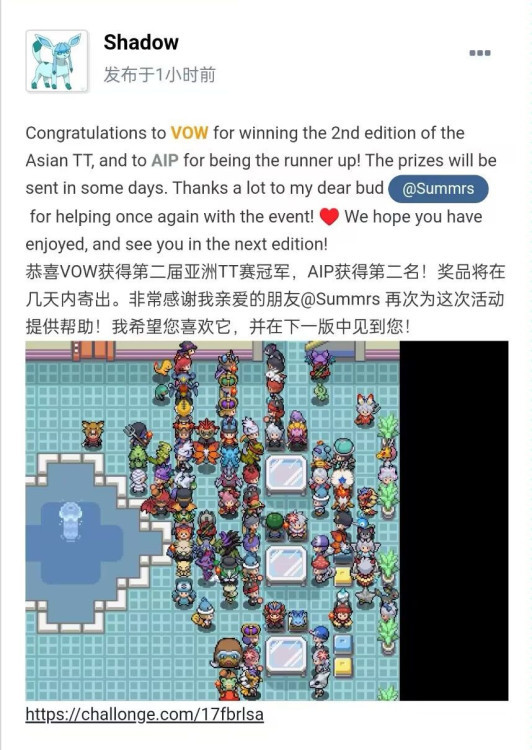 Shadow
发布于1小时前
Congratulations to VOW for winning the 2nd edition of the
Asian TT, and to AIP for being the runner up! The prizes will be
sent in some days. Thanks a lot to my dear bud @Summrs
for helping once again with the event! ❤️ We hope you have
enjoyed, and see you in the next edition!
恭喜VOW获得第二届亚洲TT赛冠军，AIP获得第二名！奖品将在
几天内寄出。非常感谢我亲爱的朋友@Summrs 再次为这次活动
提供帮助！我希望您喜欢它，并在下一版中见到您！
https://challonge.com/17fbrlsa